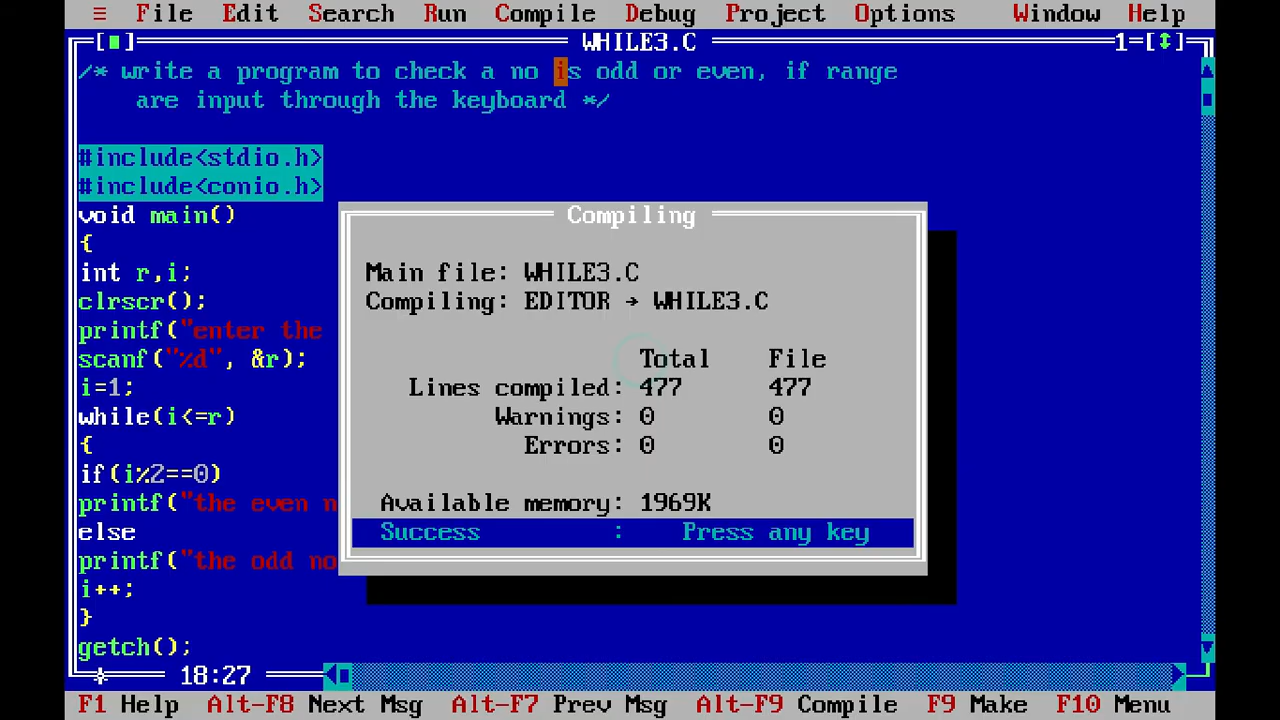 ≡ File Edit Search Run Compile Debug Project Options Window Help
[■] WHILE3.C 1=[↕]
/* write a program to check a no is odd or even, if range
are input through the keyboard */
#include<stdio.h>
#include<conio.h>
void main()
{
int r,i;
clrscr();
printf("enter the
scanf("%d", &r);
i=1;
while(i<=r)
{
if(i%2==0)
printf("the even n
else
printf("the odd no
i++;
}
getch();
Compiling
Main file: WHILE3.C
Compiling: EDITOR → WHILE3.C
Total File
Lines compiled: 477 477
Warnings: 0 0
Errors: 0 0
Available memory: 1969K
Success : Press any key
18:27
F1 Help Alt-F8 Next Msg Alt-F7 Prev Msg Alt-F9 Compile F9 Make F10 Menu